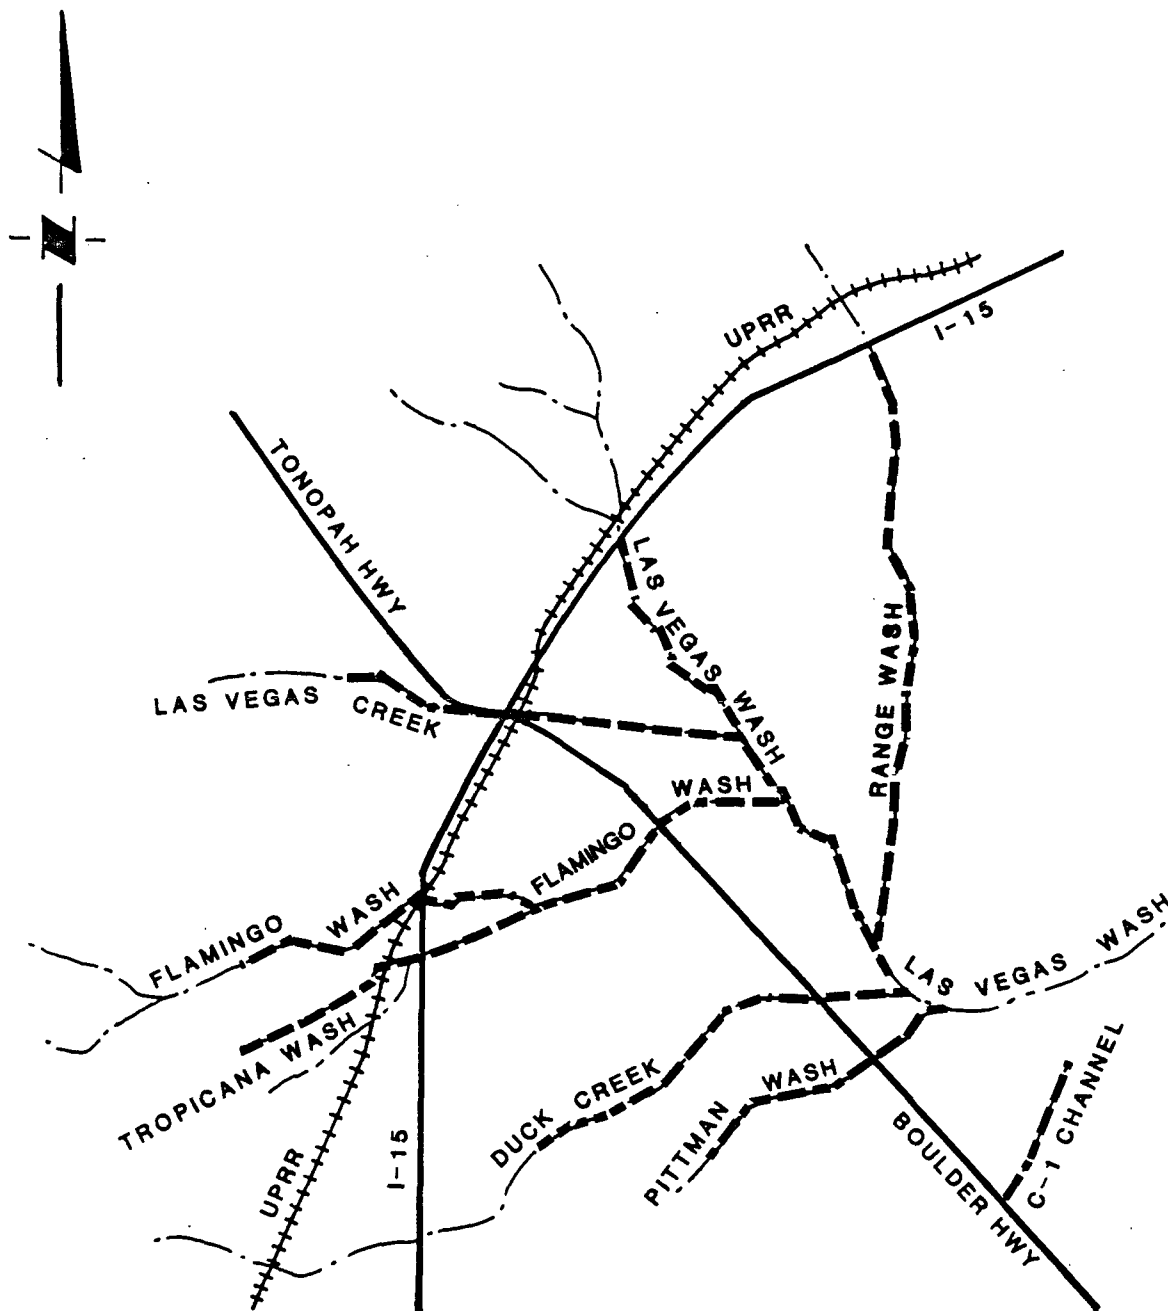 N
UPRR
I-15
TONOPAH HWY
LAS VEGAS WASH
LAS VEGAS CREEK
RANGE WASH
FLAMINGO WASH
FLAMINGO WASH
TROPICANA WASH
LAS VEGAS WASH
DUCK CREEK
PITTMAN WASH
C-1 CHANNEL
BOULDER HWY
UPRR
I-15